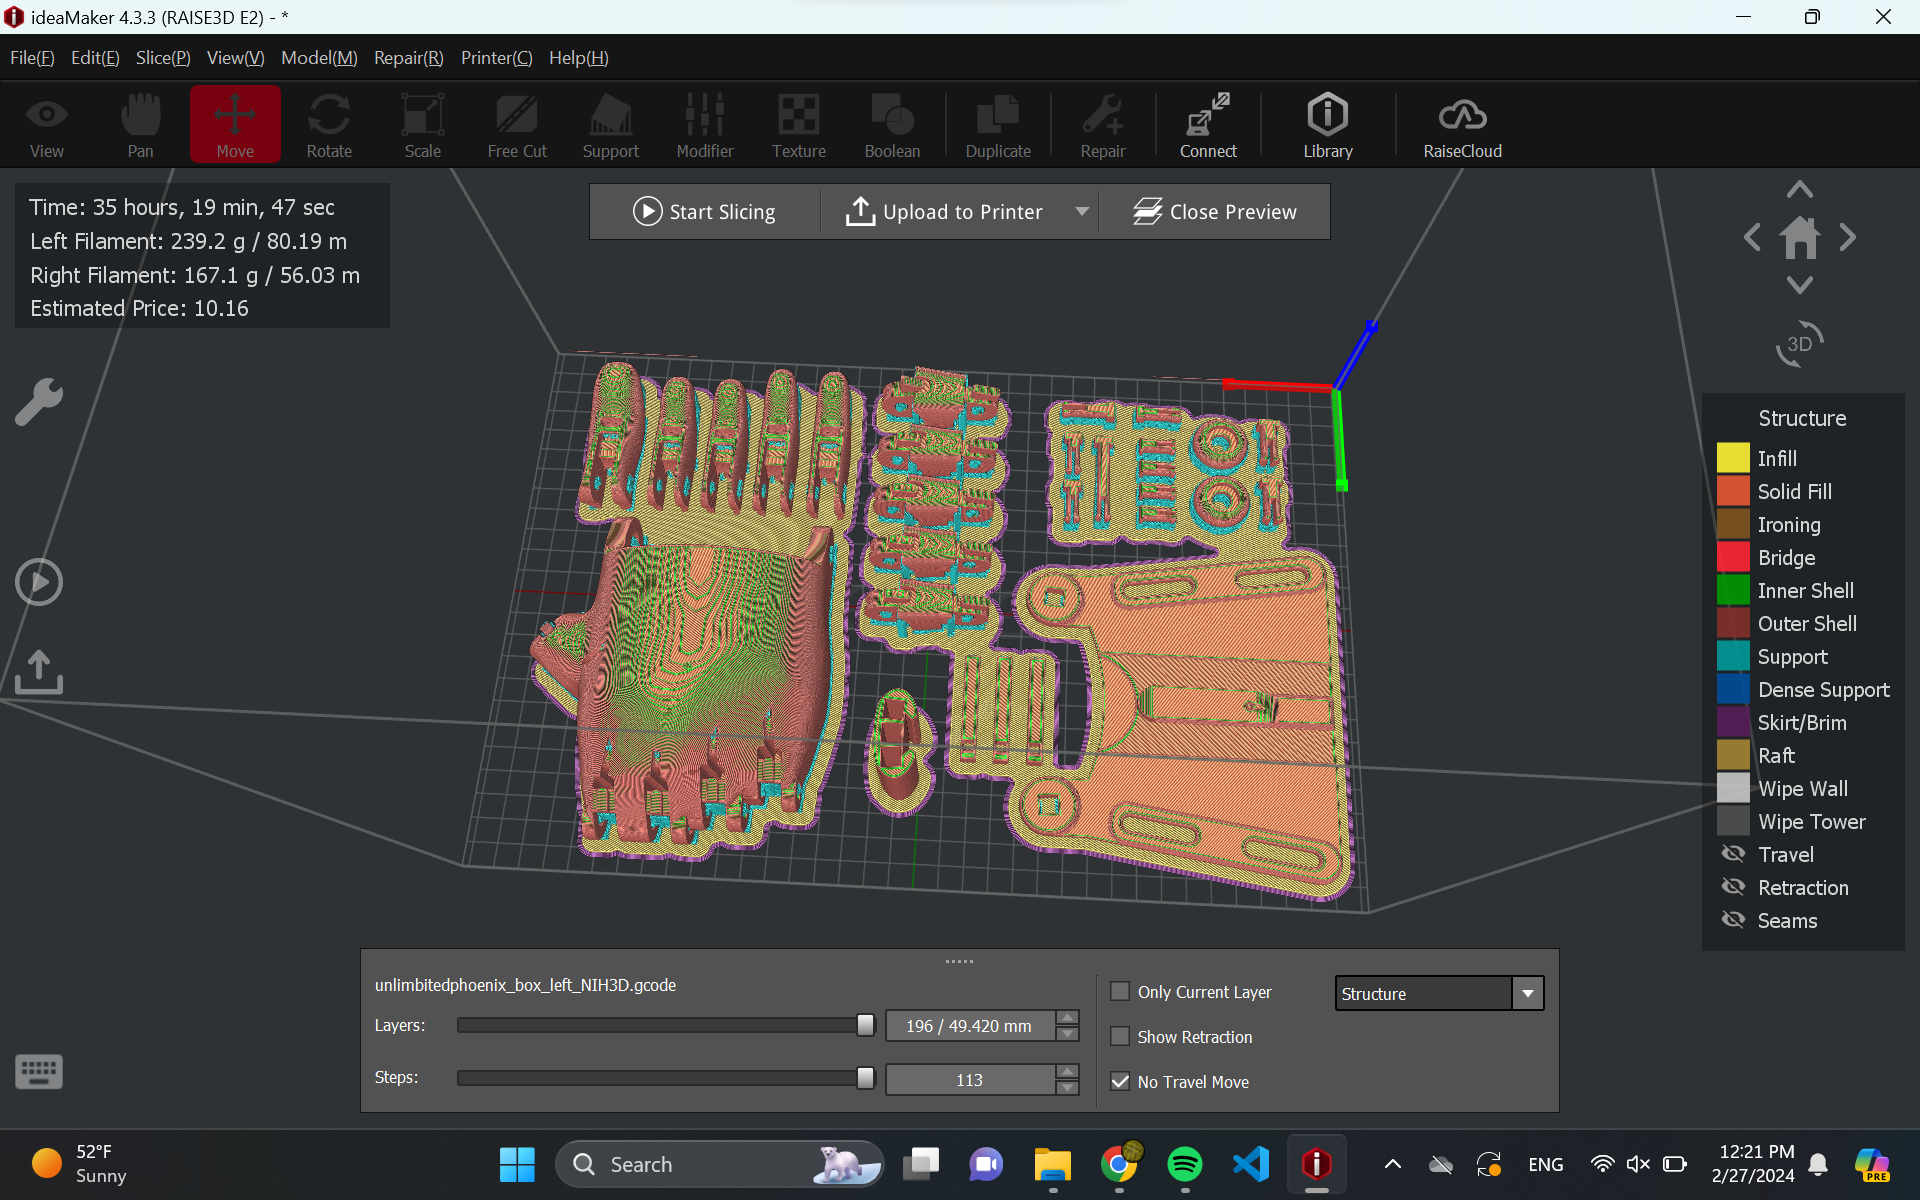 ideaMaker 4.3.3 (RAISE3D E2) - *
File(F) Edit(E) Slice(P) View(V) Model(M) Repair(R) Printer(C) Help(H)
View Pan Move Rotate Scale Free Cut Support Modifier Texture Boolean Duplicate Repair Connect Library RaiseCloud
Time: 35 hours, 19 min, 47 sec
Left Filament: 239.2 g / 80.19 m
Right Filament: 167.1 g / 56.03 m
Estimated Price: 10.16
Start Slicing Upload to Printer Close Preview
3D
Structure
Infill
Solid Fill
Ironing
Bridge
Inner Shell
Outer Shell
Support
Dense Support
Skirt/Brim
Raft
Wipe Wall
Wipe Tower
Travel
Retraction
Seams
unlimbitedphoenix_box_left_NIH3D.gcode
Layers: 196 / 49.420 mm
Steps: 113
Only Current Layer
Show Retraction
No Travel Move
Structure
52°F
Sunny
Search
ENG
12:21 PM
2/27/2024
PRE